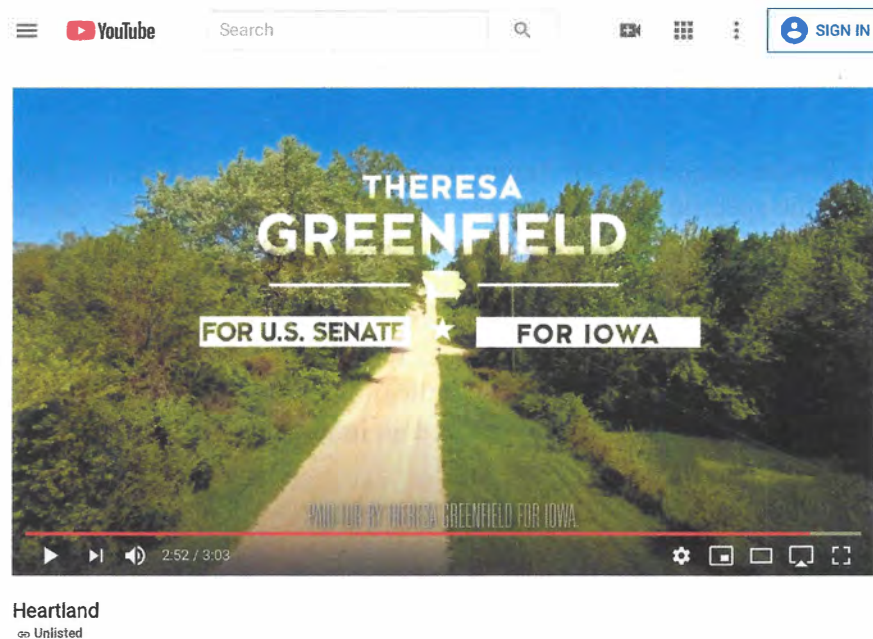 YouTube
Search
SIGN IN
THERESA
GREENFIELD
FOR U.S. SENATE FOR IOWA
PAID FOR BY THERESA GREENFIELD FOR IOWA
2:52 / 3:03
Heartland
Unlisted